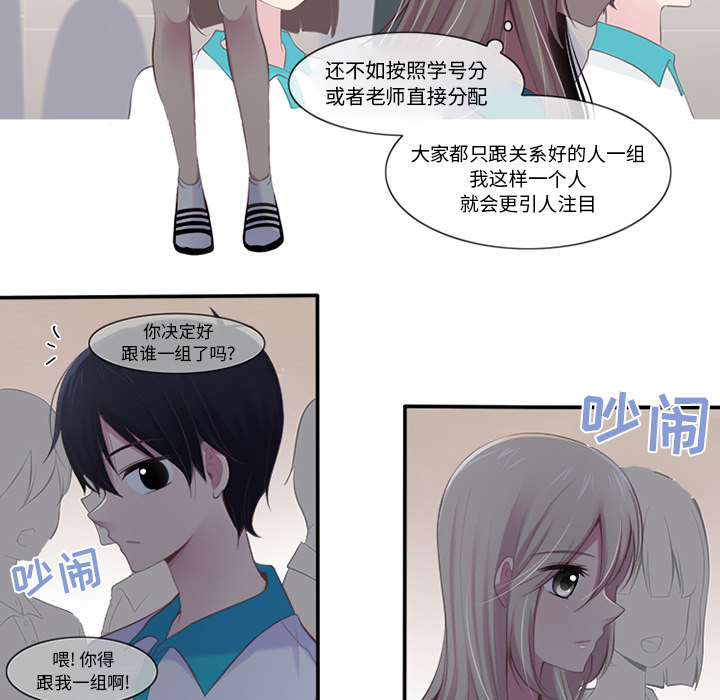 还不如按照学号分
或者老师直接分配
大家都只跟关系好的人一组
我这样一个人
就会更引人注目
你决定好
跟谁一组了吗?
吵闹
吵闹
喂! 你得
跟我一组啊!